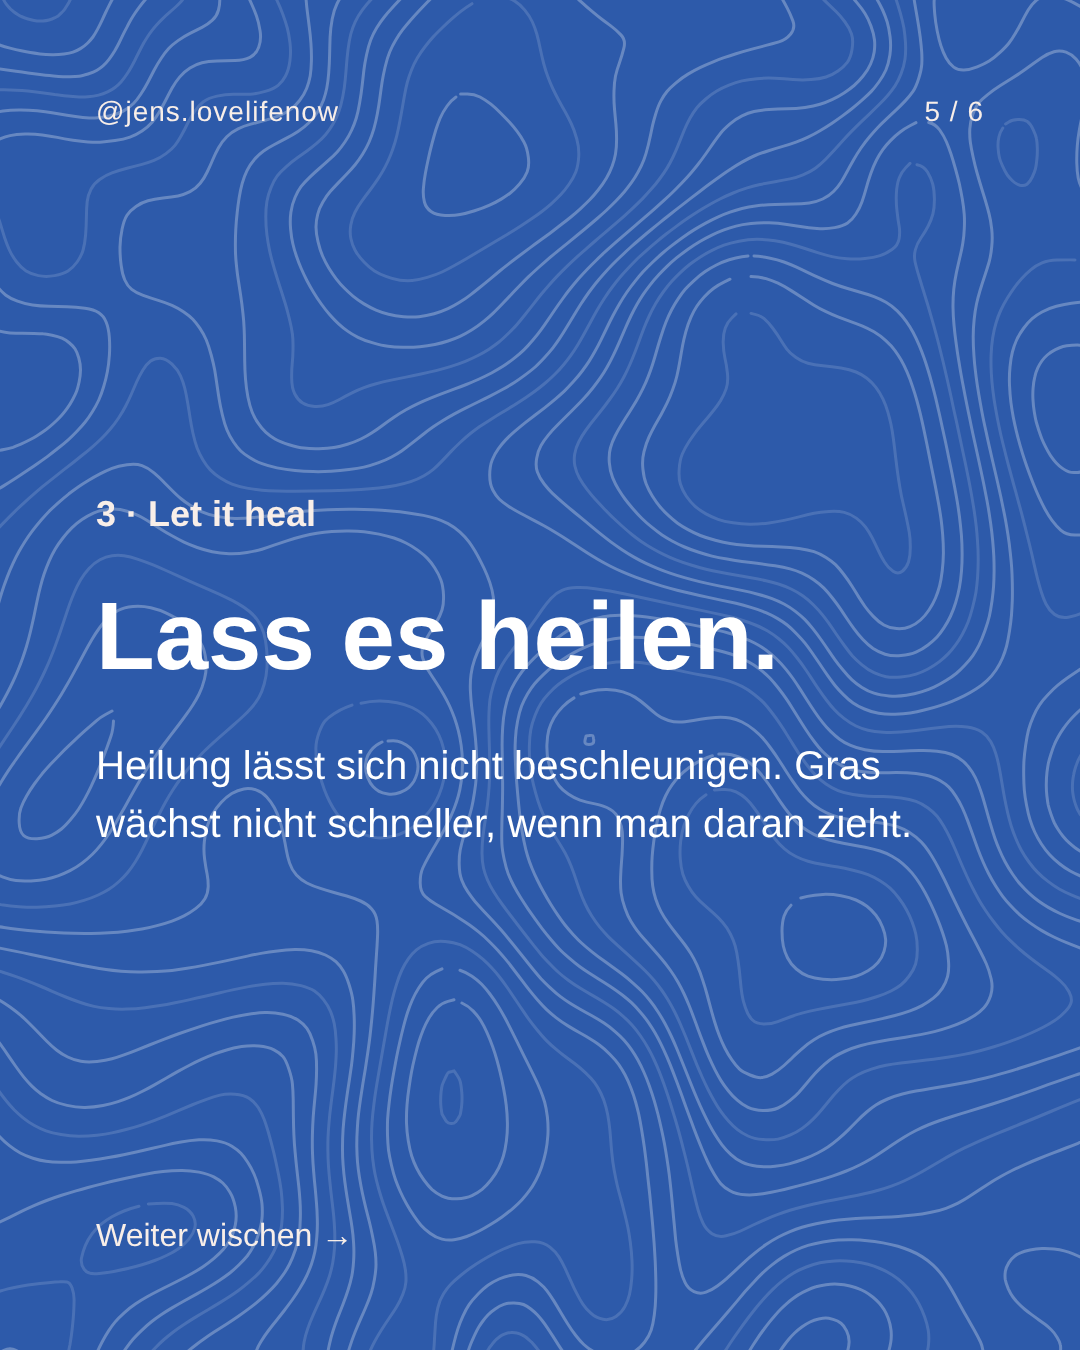 @jens.lovelifenow
5 / 6
3 · Let it heal
Lass es heilen.
Heilung lässt sich nicht beschleunigen. Gras
wächst nicht schneller, wenn man daran zieht.
Weiter wischen →